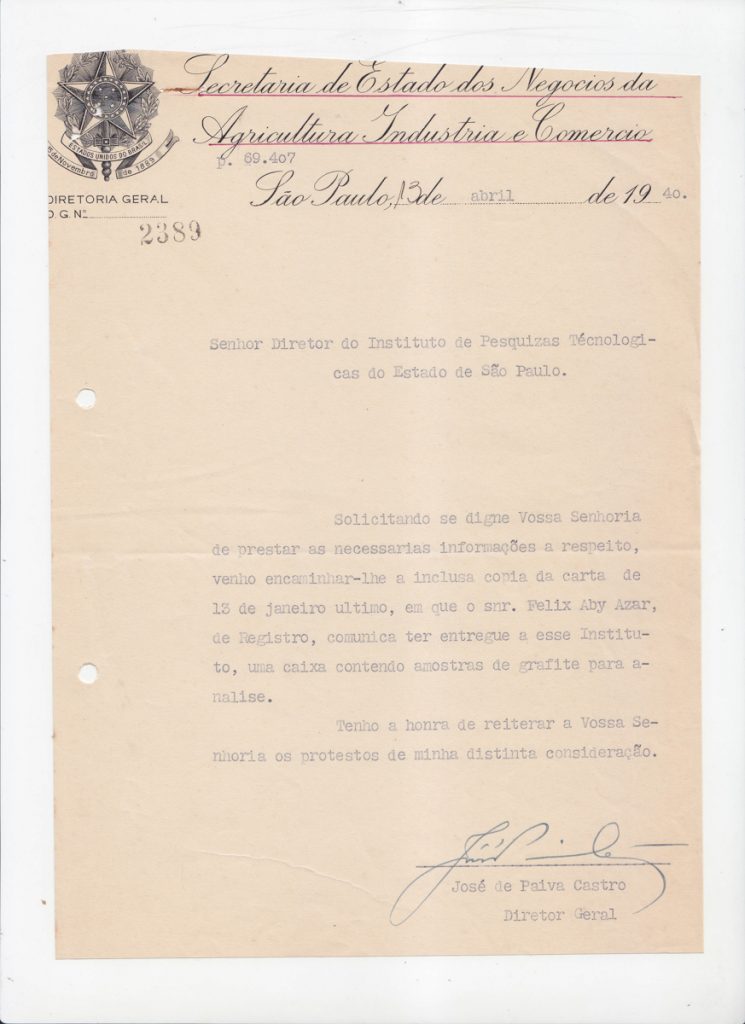 Secretaria de Estado dos Negocios da
Agricultura Industria e Comercio
p. 69.407
São Paulo, 13 de abril de 1940.
ESTADOS UNIDOS DO BRASIL
de Novembro de 1889
DIRETORIA GERAL
D.G.Nº
2389
Senhor Diretor do Instituto de Pesquizas Técnologi-
cas do Estado de São Paulo.
Solicitando se digne Vossa Senhoria
de prestar as necessarias informações a respeito,
venho encaminhar-lhe a inclusa copia da carta de
13 de janeiro ultimo, em que o snr. Felix Aby Azar,
de Registro, comunica ter entregue a esse Institu-
to, uma caixa contendo amostras de grafite para a-
nalise.
Tenho a honra de reiterar a Vossa Se-
nhoria os protestos de minha distinta consideração.
José de Paiva Castro
Diretor Geral